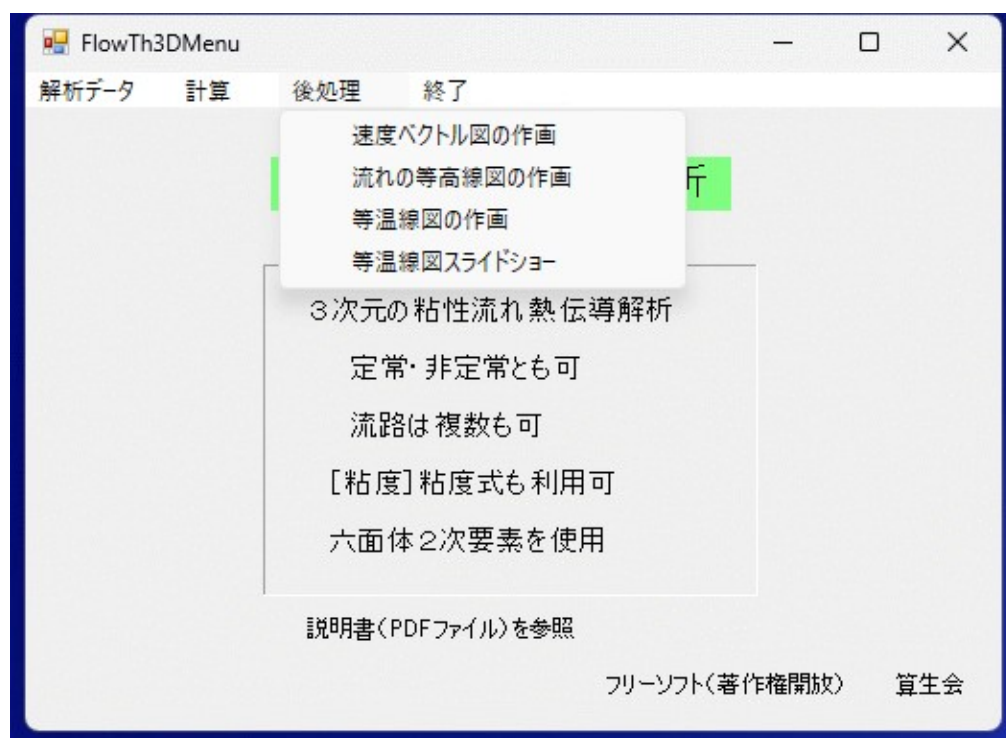 FlowTh3DMenu
解析データ 計算 後処理 終了
速度ベクトル図の作画
流れの等高線図の作画
等温線図の作画
等温線図スライドショー
３次元の粘性流れ熱伝導解析
定常・非定常とも可
流路は複数も可
[粘度]粘度式も利用可
六面体２次要素を使用
説明書(PDFファイル)を参照
フリーソフト(著作権開放) 算生会